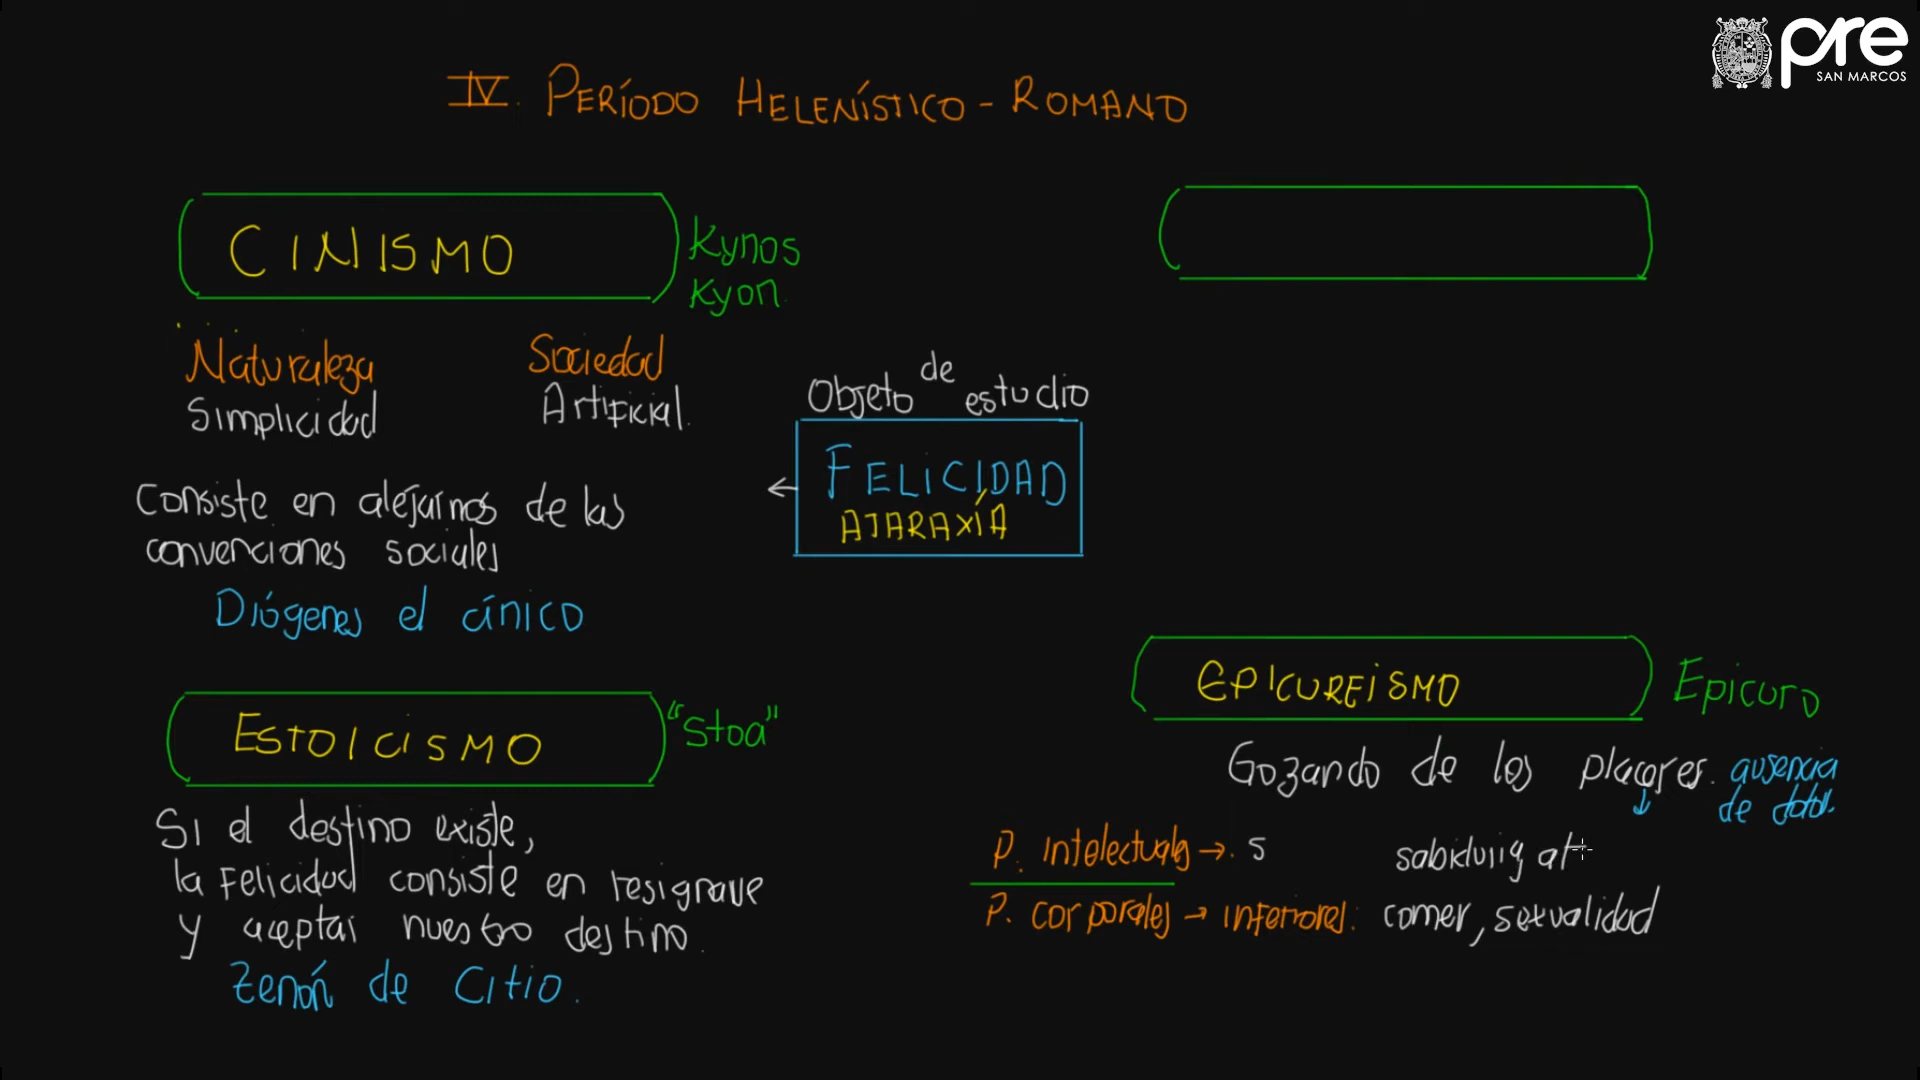 pre
SAN MARCOS
IV. PERÍODO HELENÍSTICO - ROMANO
CINISMO
Kynos
Kyon.
Naturaleza
Simplicidad
Sociedad
Artificial.
Consiste en alejarnos de las
convenciones sociales
Diógenes el cínico
Objeto de estudio
FELICIDAD
ATARAXÍA
ESTOICISMO
"Stoa"
Si el destino existe,
la felicidad consiste en resignarse
y aceptar nuestro destino.
Zenón de Citio.
EPICUREISMO
Epicuro
Gozando de los placeres.
ausencia
de dolor.
P. intelectuales → . s
sabiduría, at
P. corporales → inferiores: comer, sexualidad